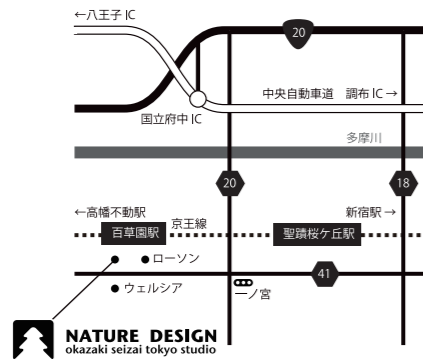 ←八王子 IC
20
中央自動車道　調布 IC→
国立府中 IC
多摩川
20
18
←高幡不動駅
新宿駅→
京王線
百草園駅
聖蹟桜ケ丘駅
ローソン
41
ウェルシア
一ノ宮
NATURE DESIGN
okazaki seizai tokyo studio